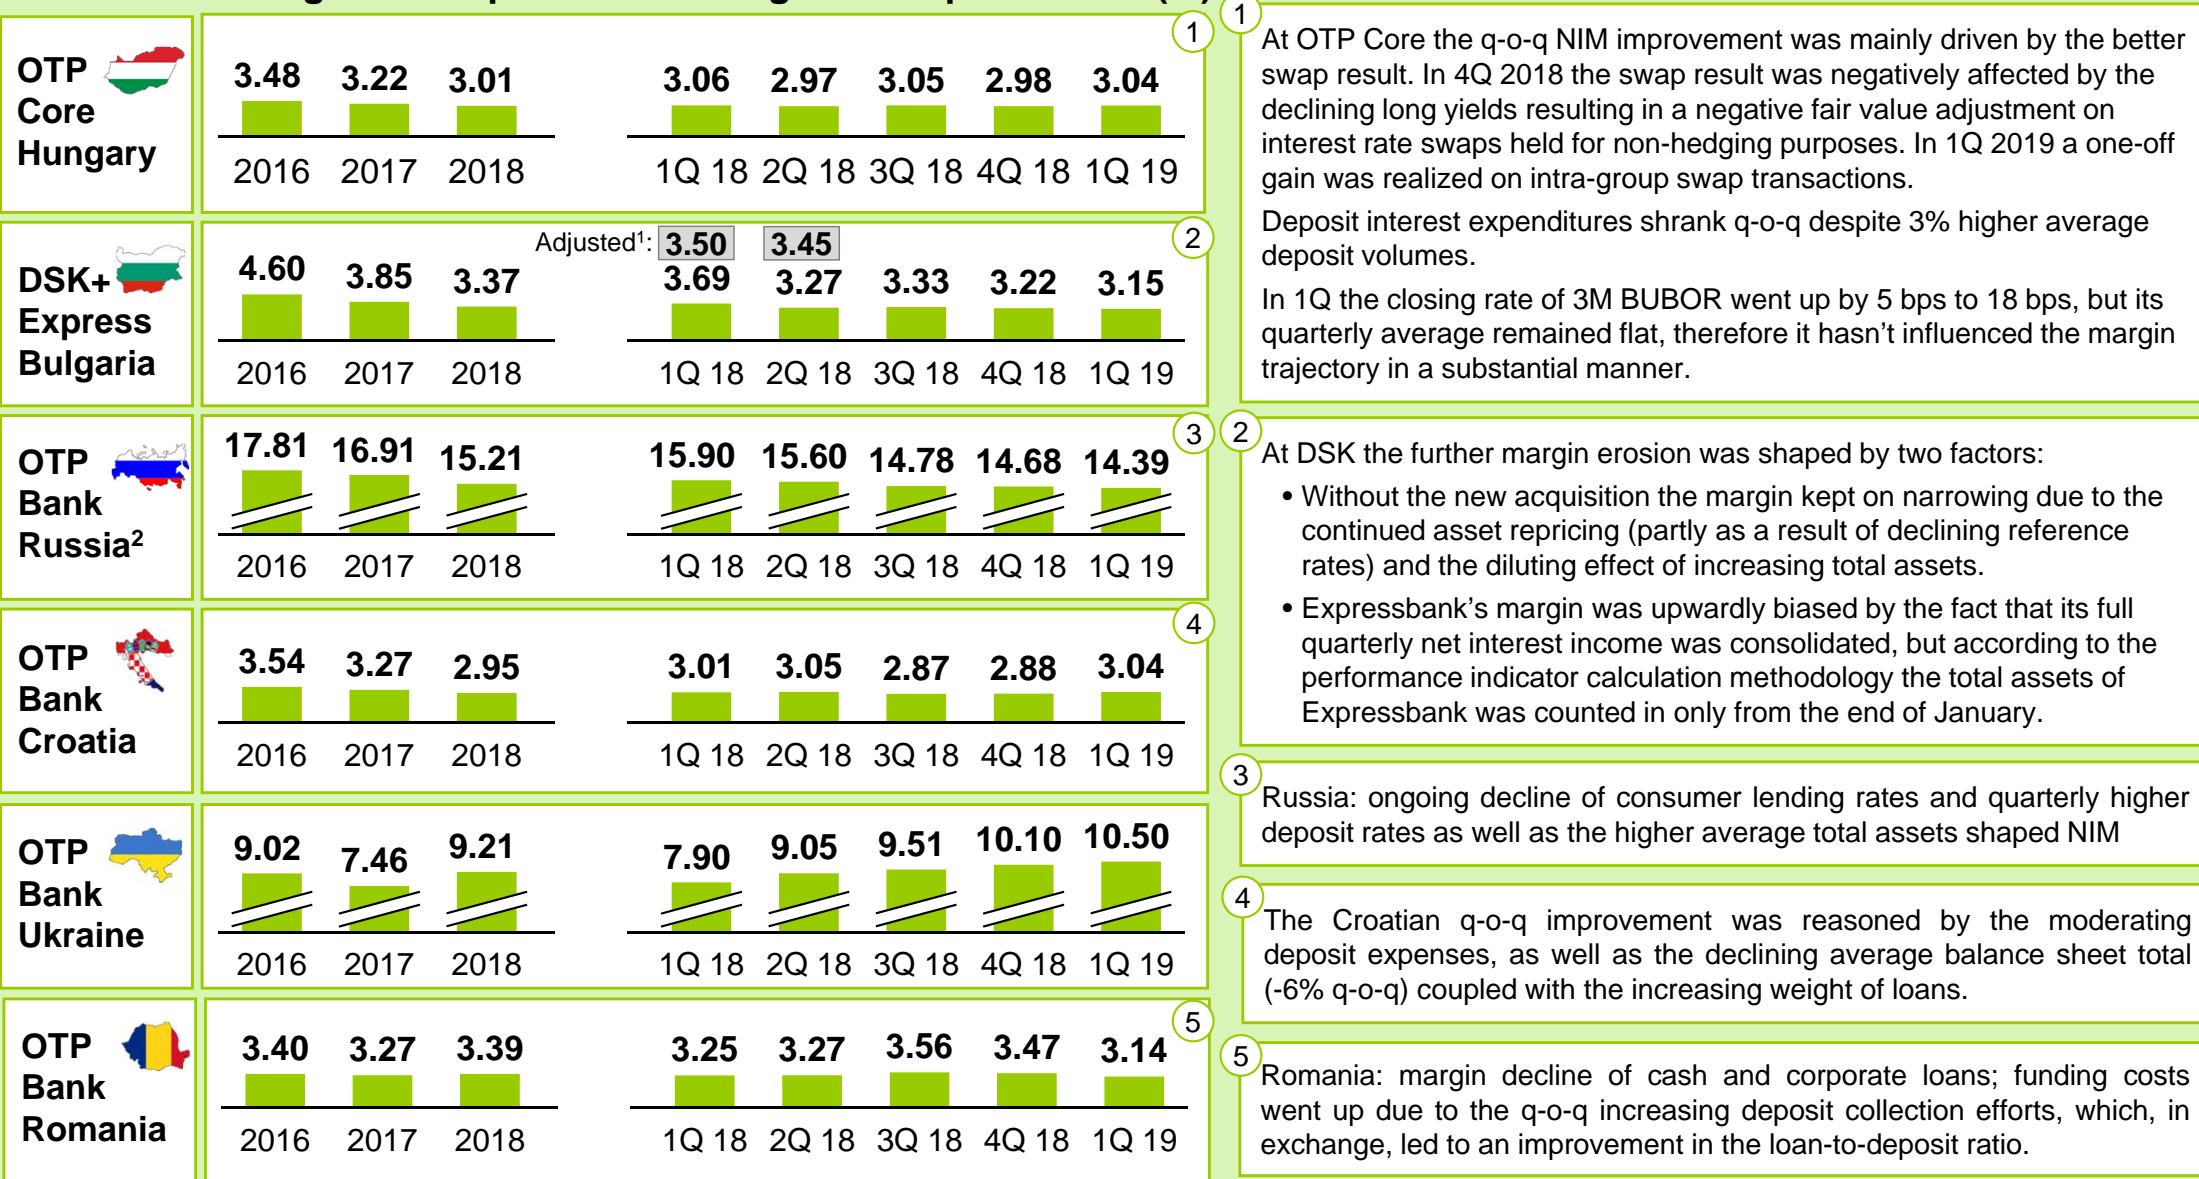 OTP
Core
Hungary
1
3.48 3.22 3.01 3.06 2.97 3.05 2.98 3.04
2016 2017 2018 1Q 18 2Q 18 3Q 18 4Q 18 1Q 19
DSK+
Express
Bulgaria
2
Adjusted1: 3.50 3.45
4.60 3.85 3.37 3.69 3.27 3.33 3.22 3.15
2016 2017 2018 1Q 18 2Q 18 3Q 18 4Q 18 1Q 19
OTP
Bank
Russia2
3
17.81 16.91 15.21 15.90 15.60 14.78 14.68 14.39
2016 2017 2018 1Q 18 2Q 18 3Q 18 4Q 18 1Q 19
OTP
Bank
Croatia
4
3.54 3.27 2.95 3.01 3.05 2.87 2.88 3.04
2016 2017 2018 1Q 18 2Q 18 3Q 18 4Q 18 1Q 19
OTP
Bank
Ukraine
9.02 7.46 9.21 7.90 9.05 9.51 10.10 10.50
2016 2017 2018 1Q 18 2Q 18 3Q 18 4Q 18 1Q 19
OTP
Bank
Romania
5
3.40 3.27 3.39 3.25 3.27 3.56 3.47 3.14
2016 2017 2018 1Q 18 2Q 18 3Q 18 4Q 18 1Q 19
1
At OTP Core the q-o-q NIM improvement was mainly driven by the better
swap result. In 4Q 2018 the swap result was negatively affected by the
declining long yields resulting in a negative fair value adjustment on
interest rate swaps held for non-hedging purposes. In 1Q 2019 a one-off
gain was realized on intra-group swap transactions.
Deposit interest expenditures shrank q-o-q despite 3% higher average
deposit volumes.
In 1Q the closing rate of 3M BUBOR went up by 5 bps to 18 bps, but its
quarterly average remained flat, therefore it hasn't influenced the margin
trajectory in a substantial manner.
2
At DSK the further margin erosion was shaped by two factors:
• Without the new acquisition the margin kept on narrowing due to the
continued asset repricing (partly as a result of declining reference
rates) and the diluting effect of increasing total assets.
• Expressbank's margin was upwardly biased by the fact that its full
quarterly net interest income was consolidated, but according to the
performance indicator calculation methodology the total assets of
Expressbank was counted in only from the end of January.
3
Russia: ongoing decline of consumer lending rates and quarterly higher
deposit rates as well as the higher average total assets shaped NIM
4
The Croatian q-o-q improvement was reasoned by the moderating
deposit expenses, as well as the declining average balance sheet total
(-6% q-o-q) coupled with the increasing weight of loans.
5
Romania: margin decline of cash and corporate loans; funding costs
went up due to the q-o-q increasing deposit collection efforts, which, in
exchange, led to an improvement in the loan-to-deposit ratio.